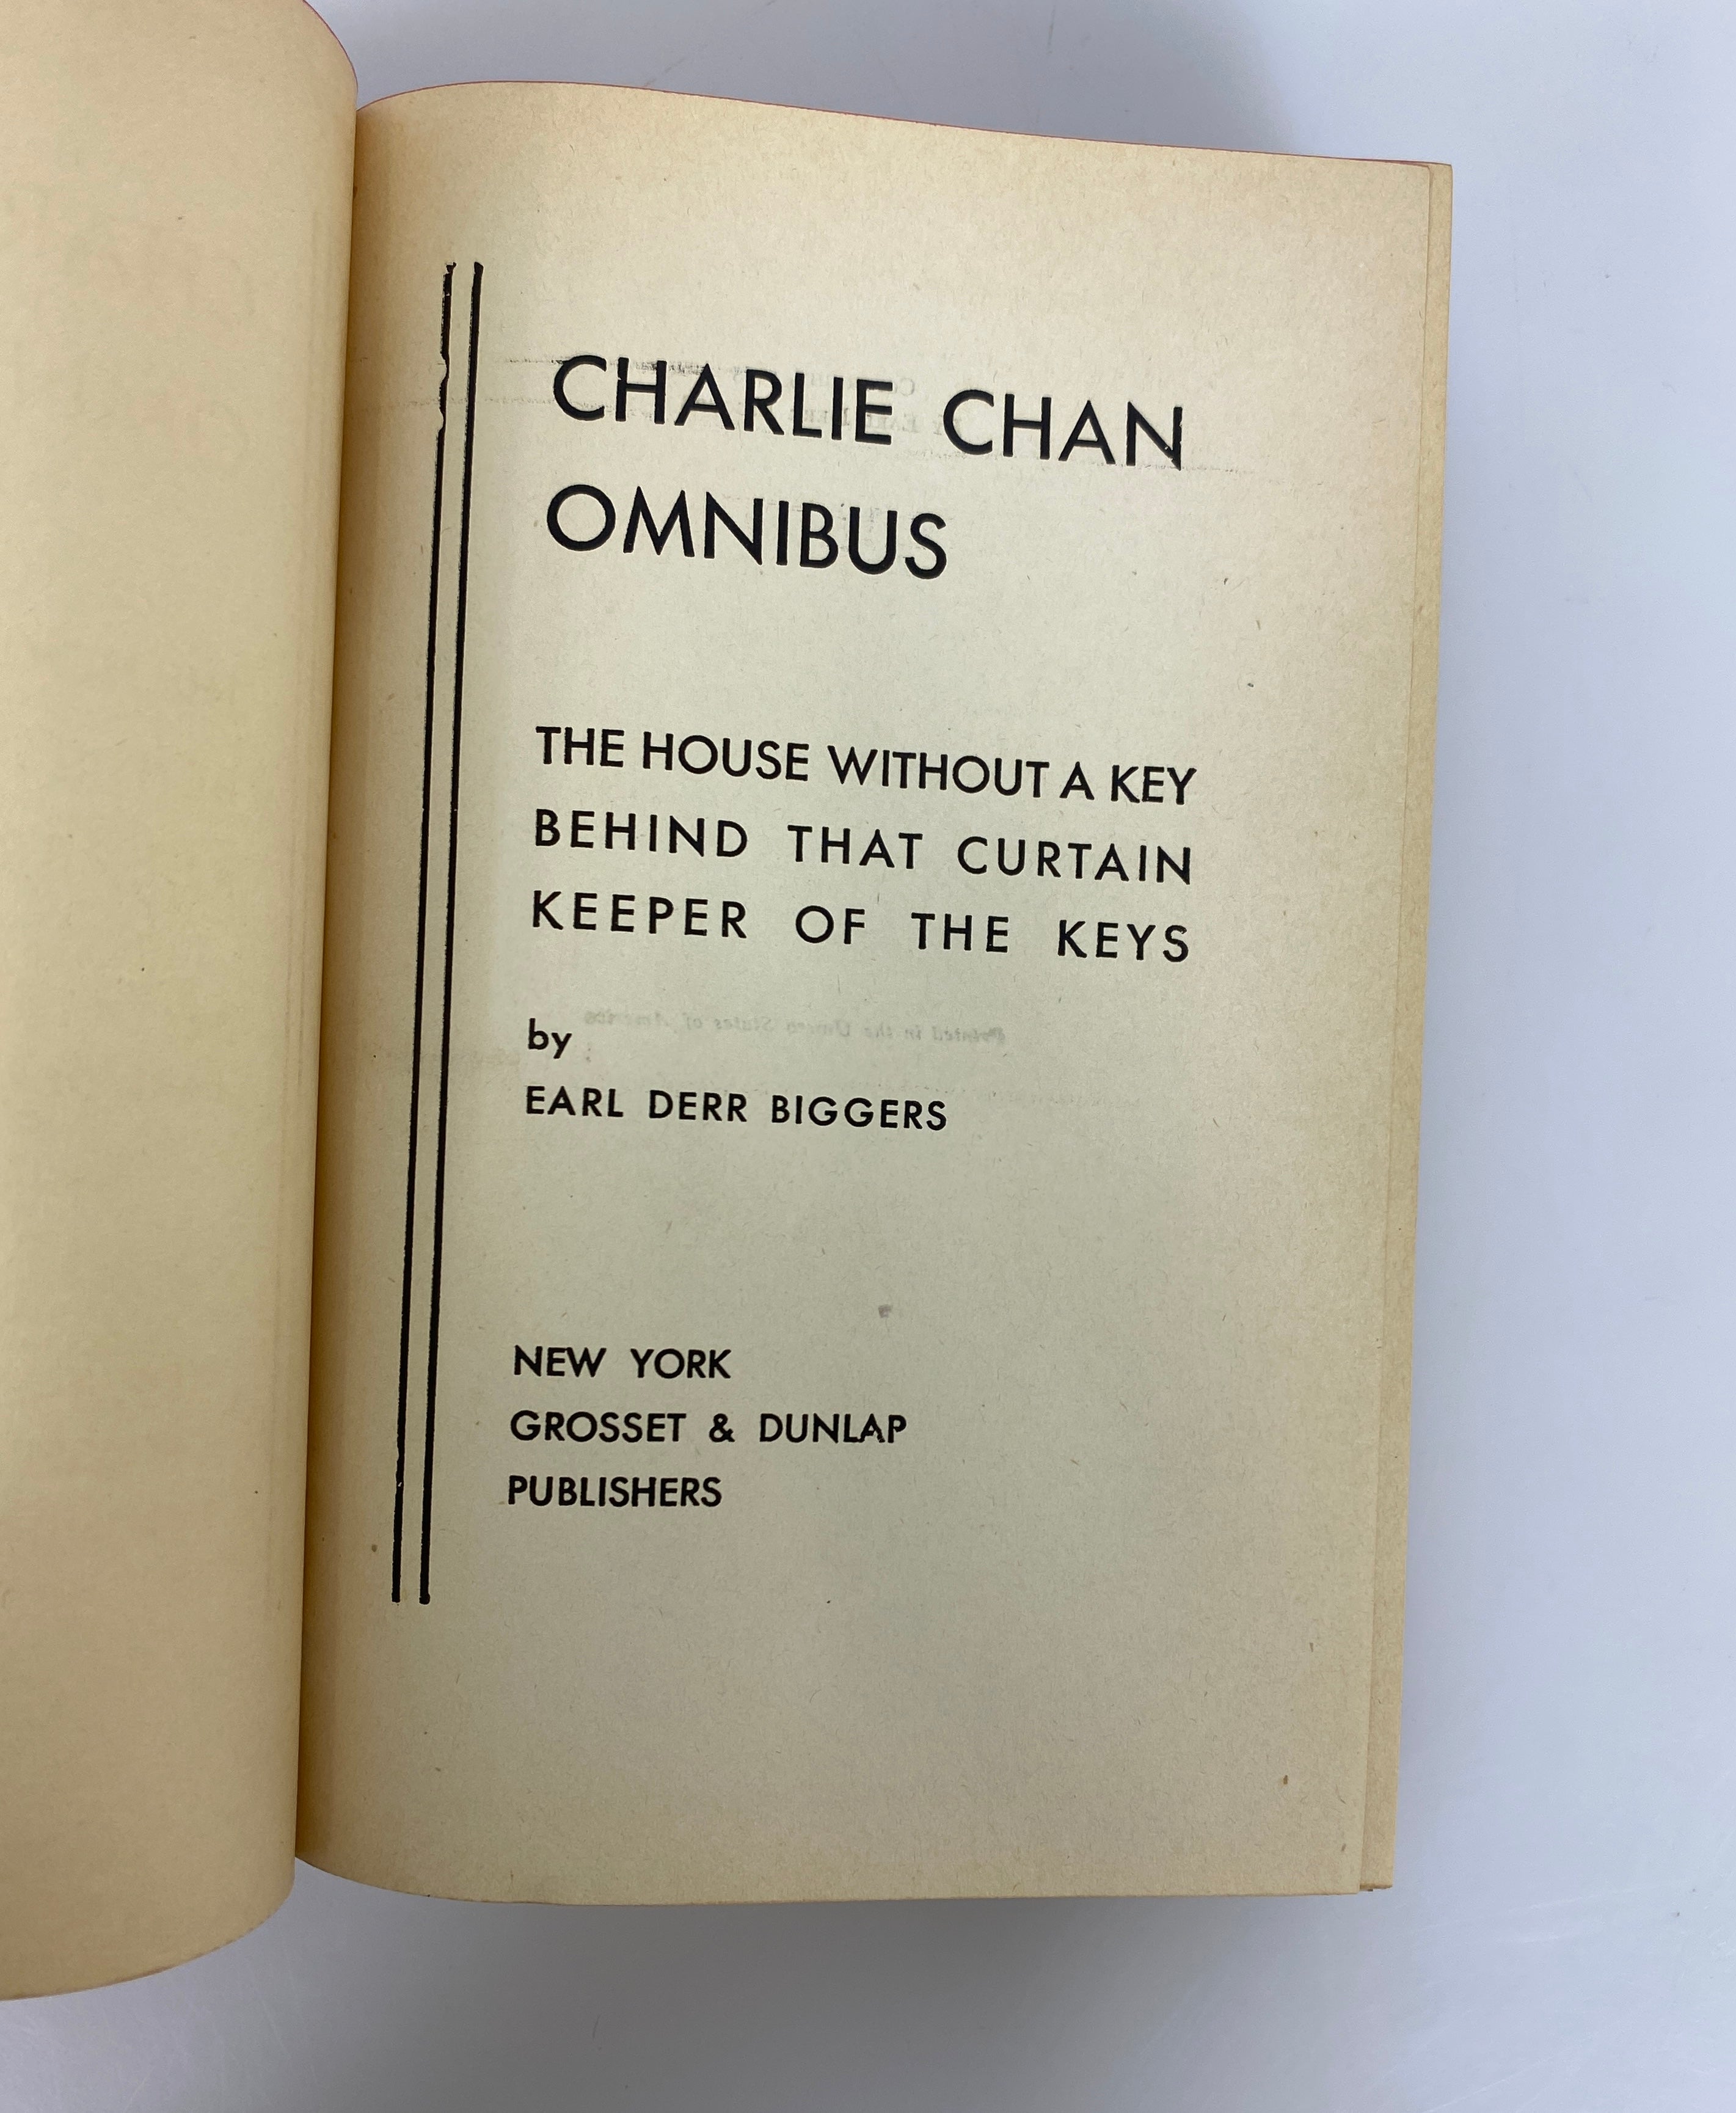 CHARLIE CHAN
OMNIBUS
THE HOUSE WITHOUT A KEY
BEHIND THAT CURTAIN
KEEPER OF THE KEYS
by
EARL DERR BIGGERS
NEW YORK
GROSSET & DUNLAP
PUBLISHERS